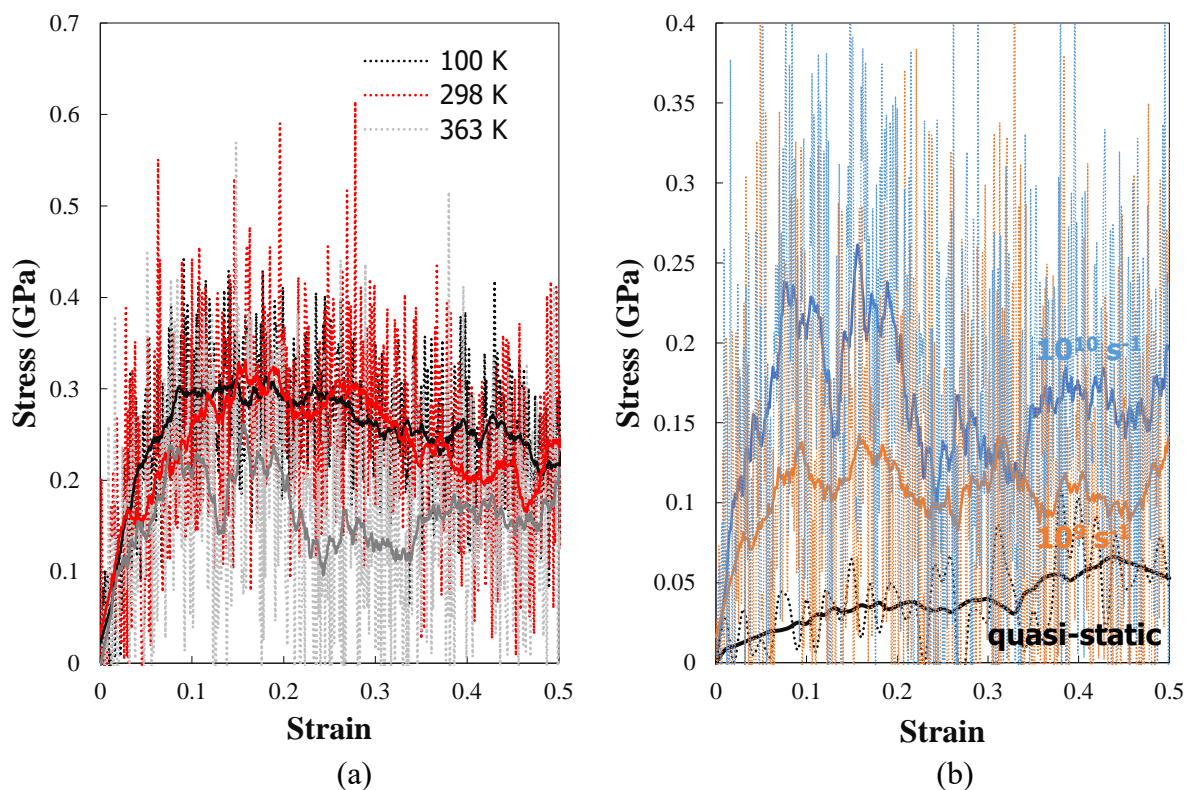 0.7
0.6
0.5
0.4
0.3
0.2
0.1
0
Stress (GPa)
100 K
298 K
363 K
0 0.1 0.2 0.3 0.4 0.5
Strain
(a)
0.4
0.35
0.3
0.25
0.2
0.15
0.1
0.05
0
Stress (GPa)
10¹⁰ s⁻¹
10⁹ s⁻¹
quasi-static
0 0.1 0.2 0.3 0.4 0.5
Strain
(b)